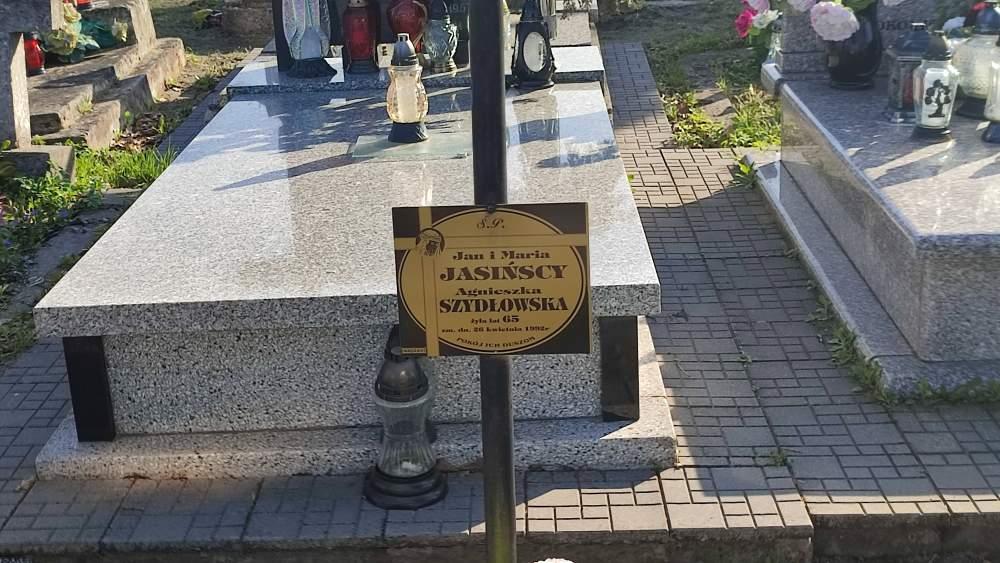 Ś.P.
Jan i Maria
JASIŃSCY
Agnieszka
SZYDŁOWSKA
żyła lat 65
zm. dn. 26 kwietnia 1992r
POKÓJ ICH DUSZOM